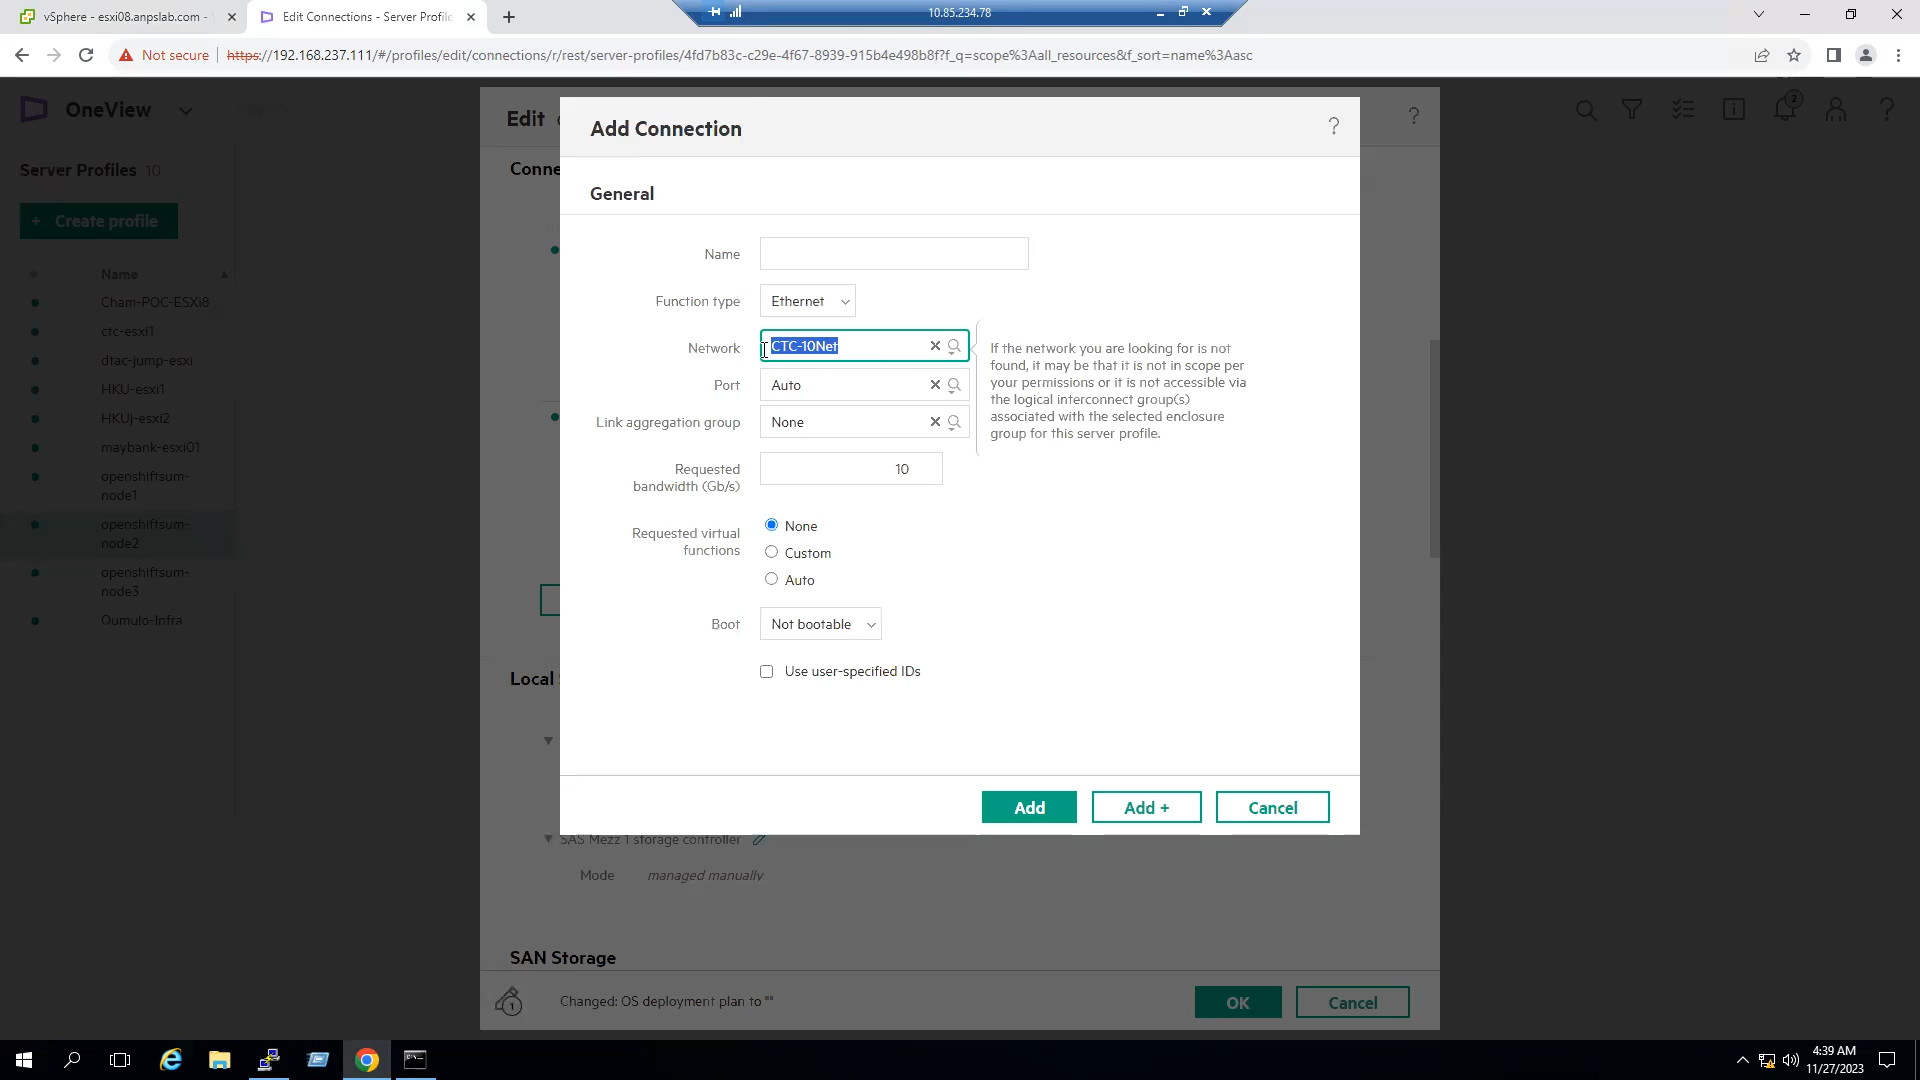 vSphere - esxi08.anpslab.com -
Edit Connections - Server Profile
10.85.234.78
Not secure
https://192.168.237.111/#/profiles/edit/connections/r/rest/server-profiles/4fd7b83c-c29e-4f67-8939-915b4e498b8f?f_q=scope%3Aall_resources&f_sort=name%3Aasc
OneView
Edit
2
?
Server Profiles 10
+ Create profile
Name
Cham-POC-ESXi8
ctc-esxi1
dtac-jump-esxi
HKU-esxi1
HKUj-esxi2
maybank-esxi01
openshiftsum-
node1
openshiftsum-
node2
openshiftsum-
node3
Qumulo-Infra
Conne
Local
Add Connection
?
General
Name
Function type
Ethernet
Network
CTC-10Net
If the network you are looking for is not
found, it may be that it is not in scope per
your permissions or it is not accessible via
the logical interconnect group(s)
associated with the selected enclosure
group for this server profile.
Port
Auto
Link aggregation group
None
Requested
bandwidth (Gb/s)
10
Requested virtual
functions
None
Custom
Auto
Boot
Not bootable
Use user-specified IDs
Add
Add +
Cancel
SAS Mezz 1 storage controller
Mode
managed manually
SAN Storage
1
Changed: OS deployment plan to ""
OK
Cancel
4:39 AM
11/27/2023